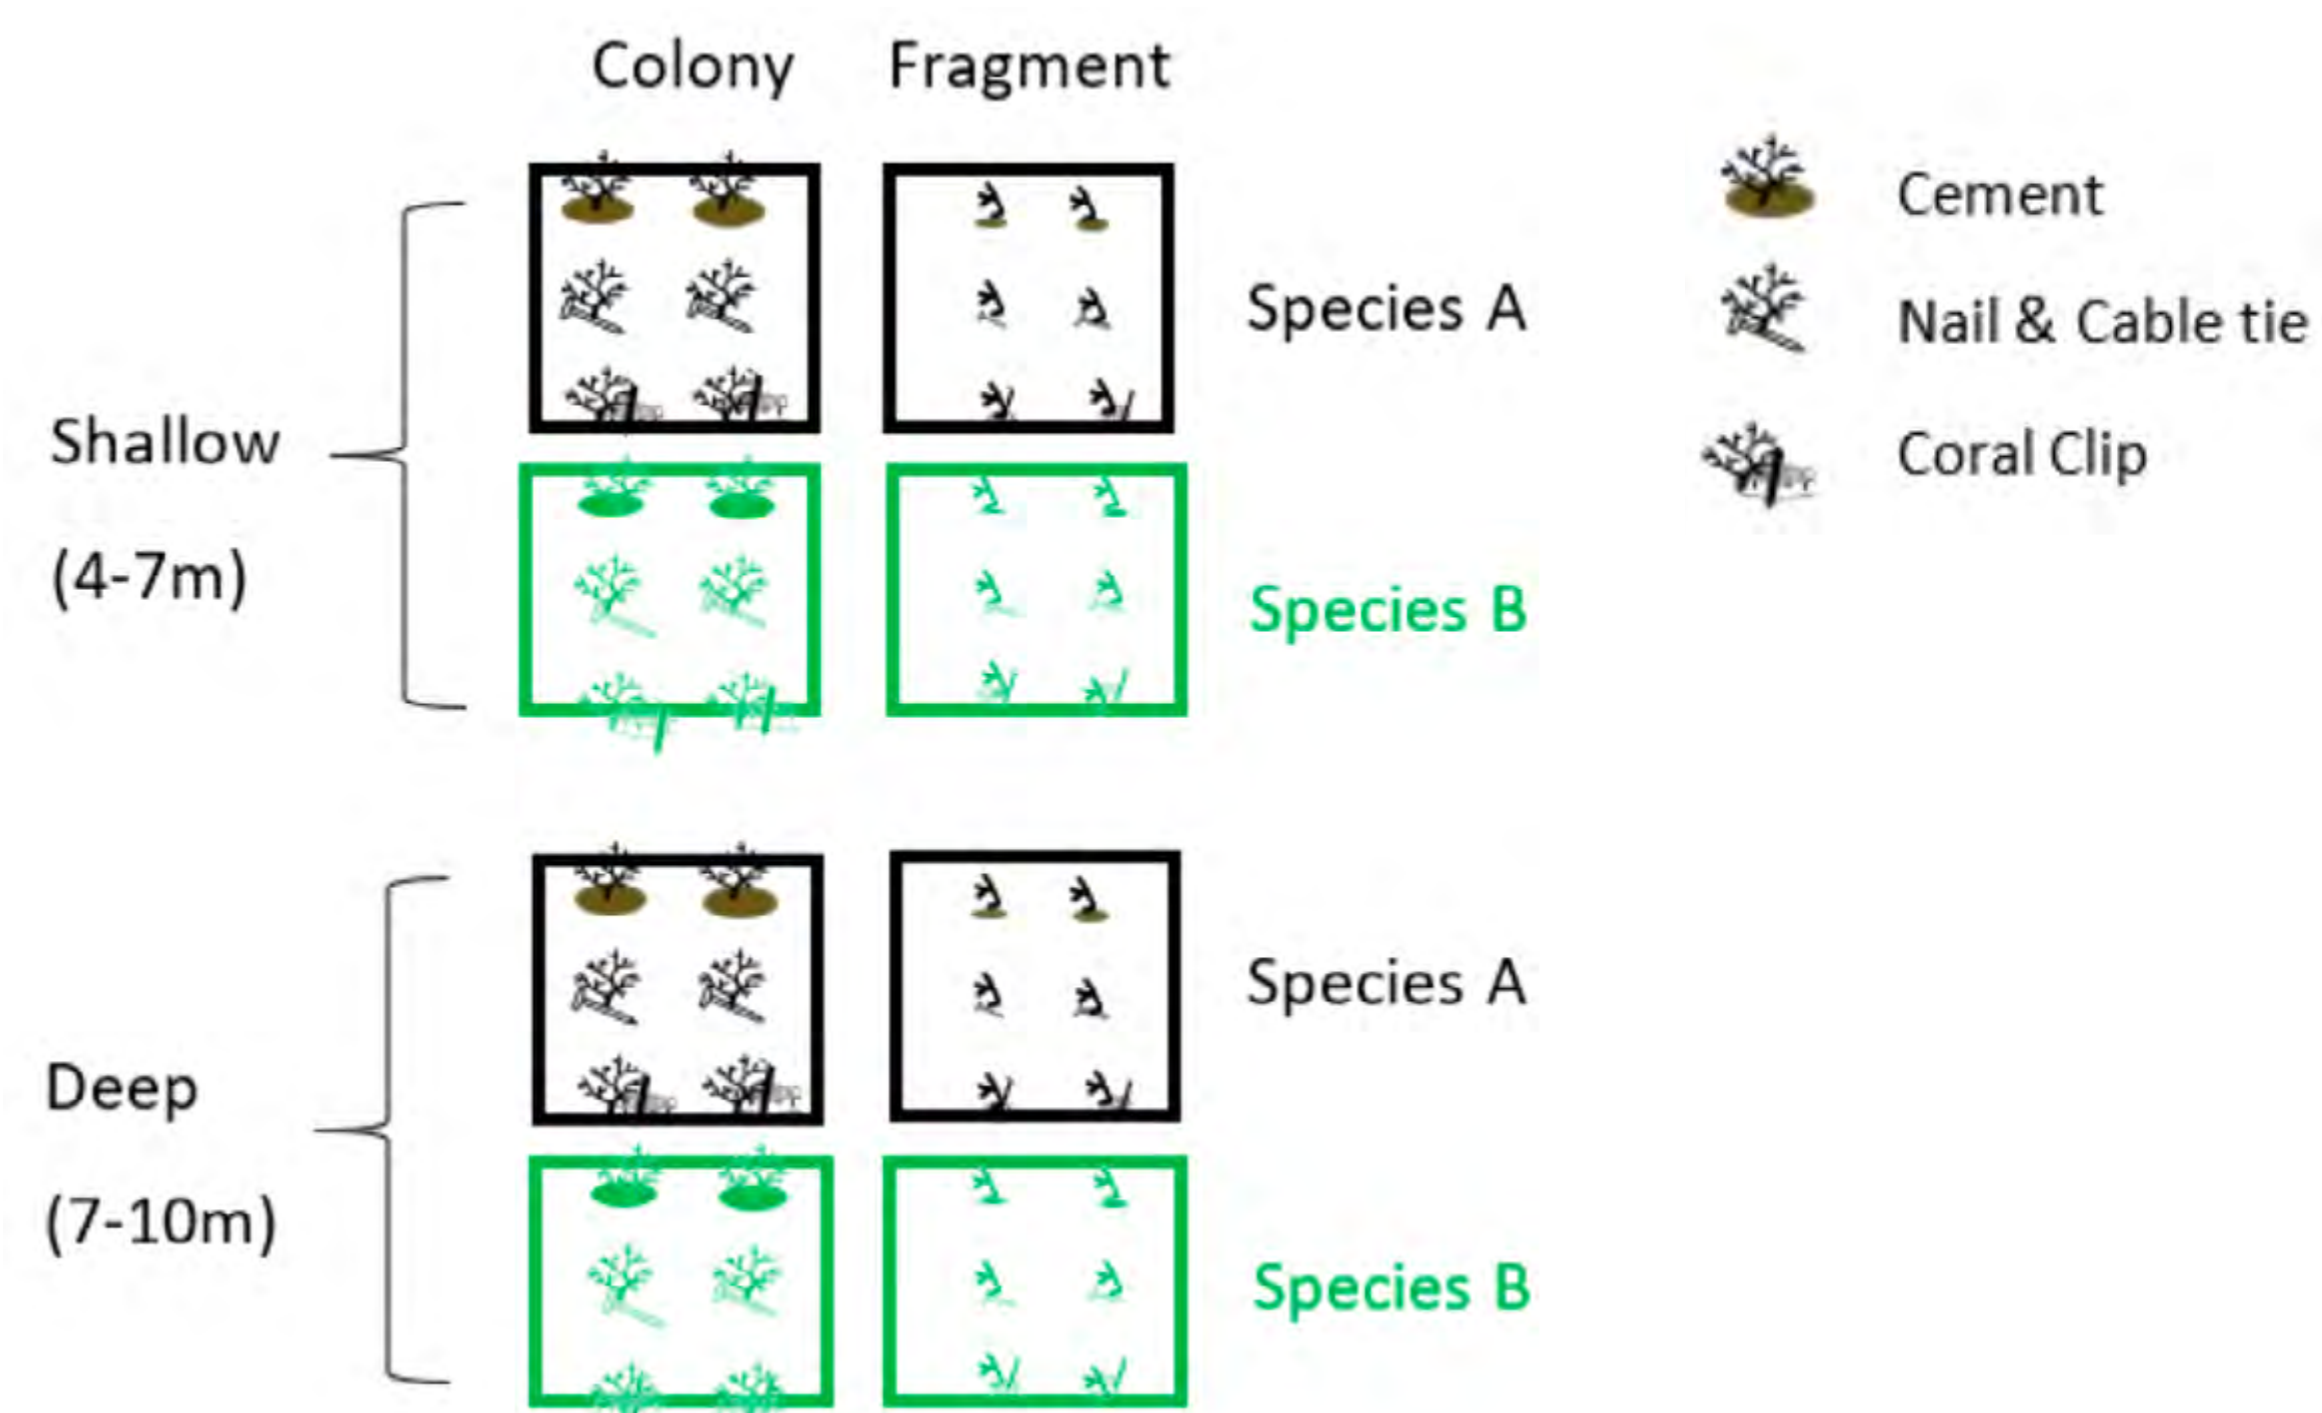 Colony Fragment
Cement
Nail & Cable tie
Coral Clip
Species A
Shallow
(4-7m)
Species B
Species A
Deep
(7-10m)
Species B